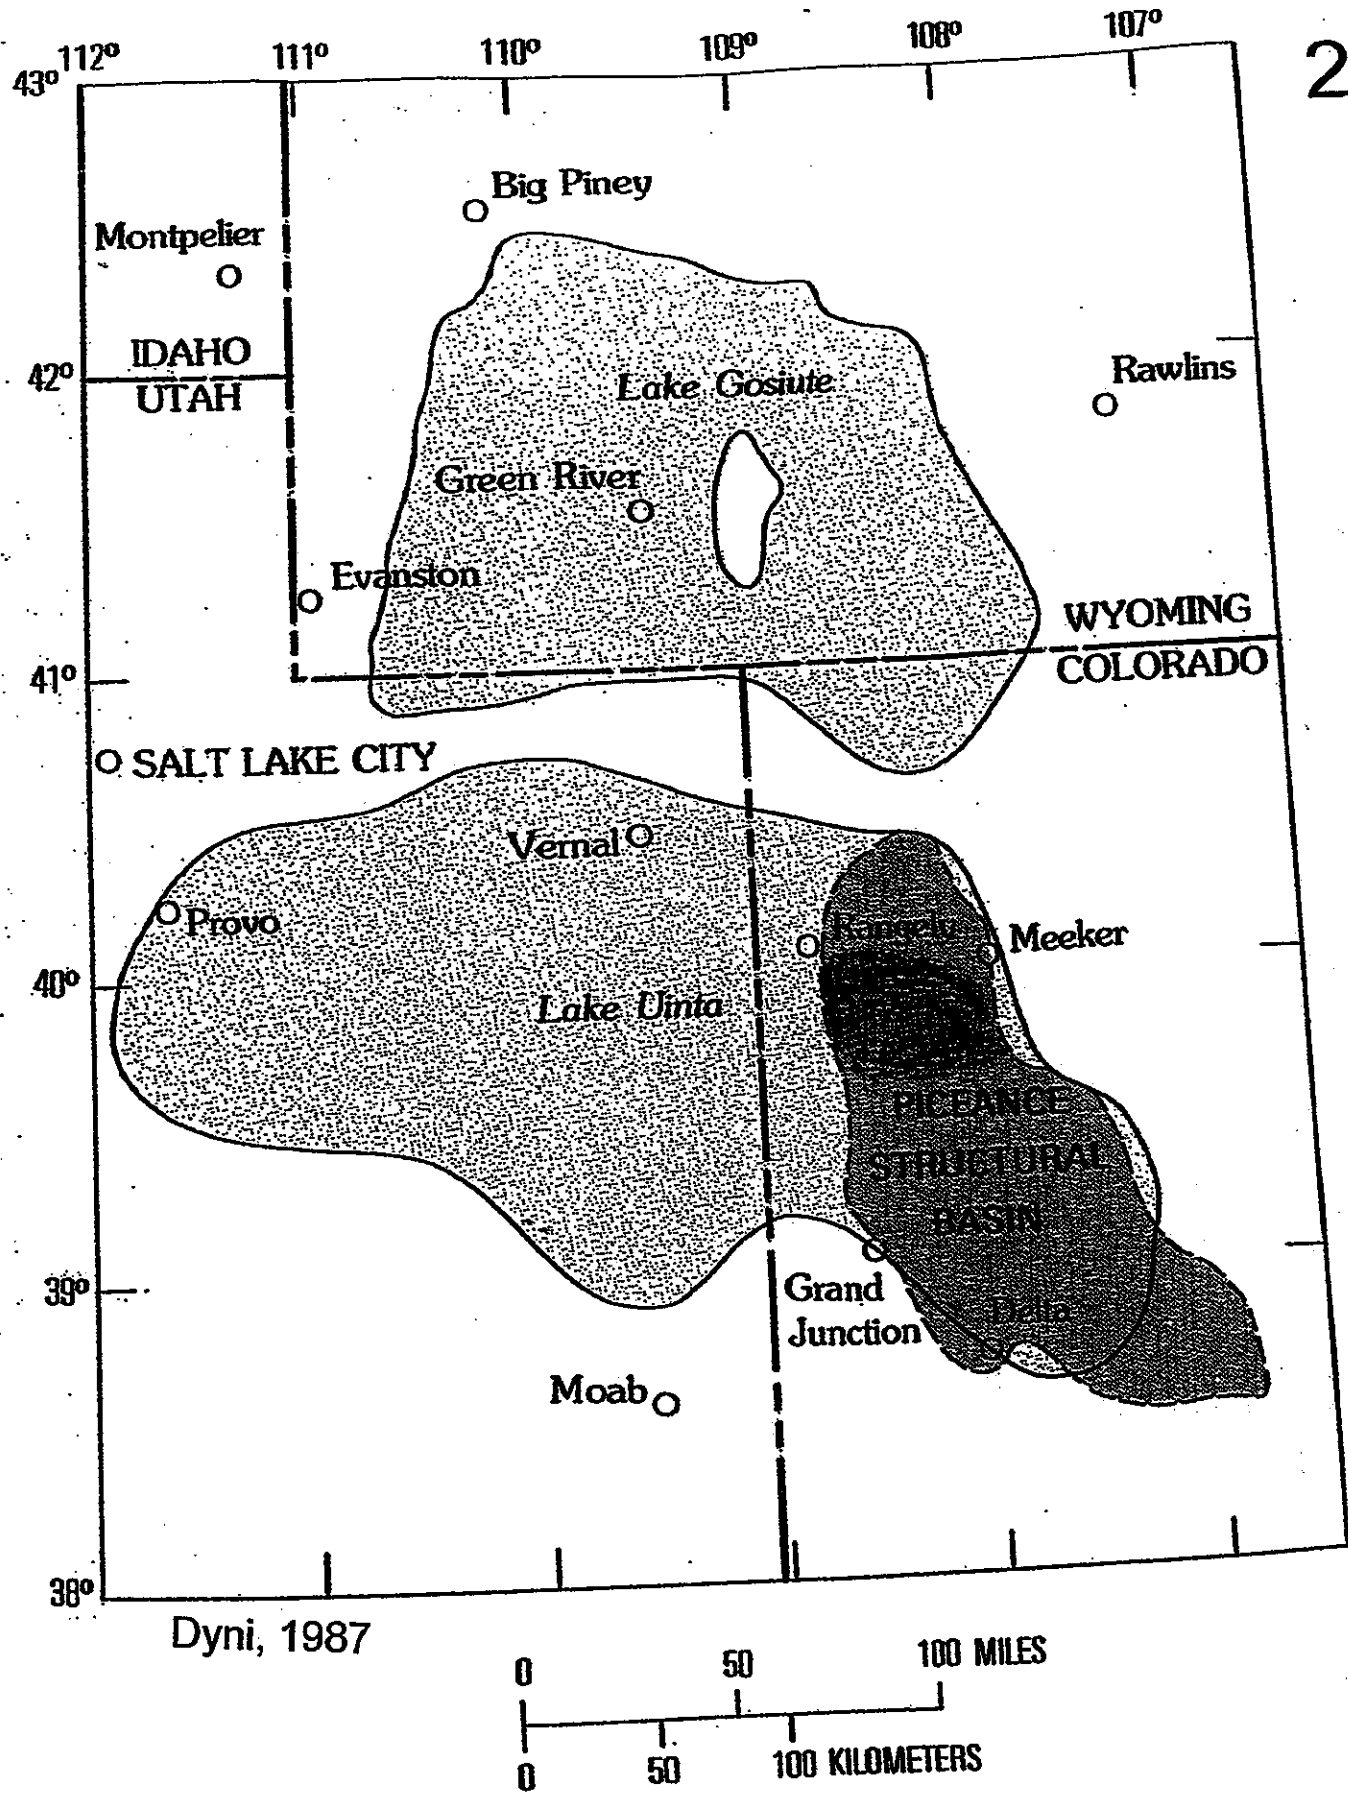 112° 111° 110° 109° 108° 107°
2
43°
Big Piney
Montpelier
IDAHO
42°
UTAH
Rawlins
Lake Gosiute
Green River
Evanston
WYOMING
COLORADO
41°
SALT LAKE CITY
Vernal
Provo
Rangely
Meeker
40°
Lake Uinta
PICEANCE
STRUCTURAL
BASIN
39°
Grand
Junction
Delta
Moab
38°
Dyni, 1987
0 50 100 MILES
0 50 100 KILOMETERS